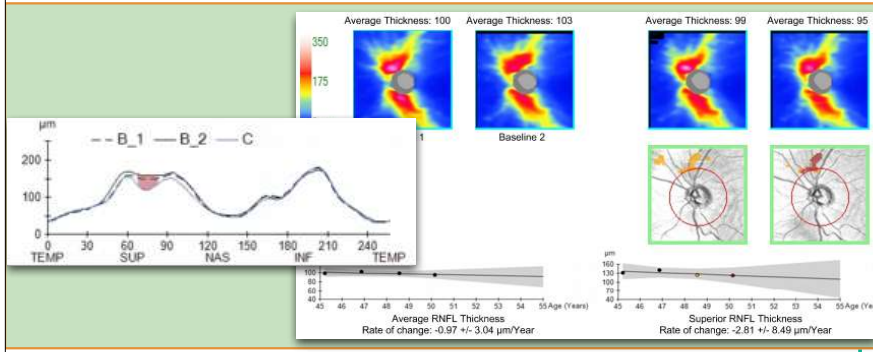 Average Thickness: 100 Average Thickness: 103 Average Thickness: 99 Average Thickness: 95
350
175
1 Baseline 2
µm
B_1 B_2 C
200
100
0
0 30 60 90 120 150 180 210 240
TEMP SUP NAS INF TEMP
100
80
60
40
45 46 47 48 49 50 51 52 53 54 55 Age (Years)
Average RNFL Thickness
Rate of change: -0.97 +/- 3.04 µm/Year
µm
160
130
100
70
40
45 46 47 48 49 50 51 52 53 54 55 Age (Ye
Superior RNFL Thickness
Rate of change: -2.81 +/- 8.49 µm/Year